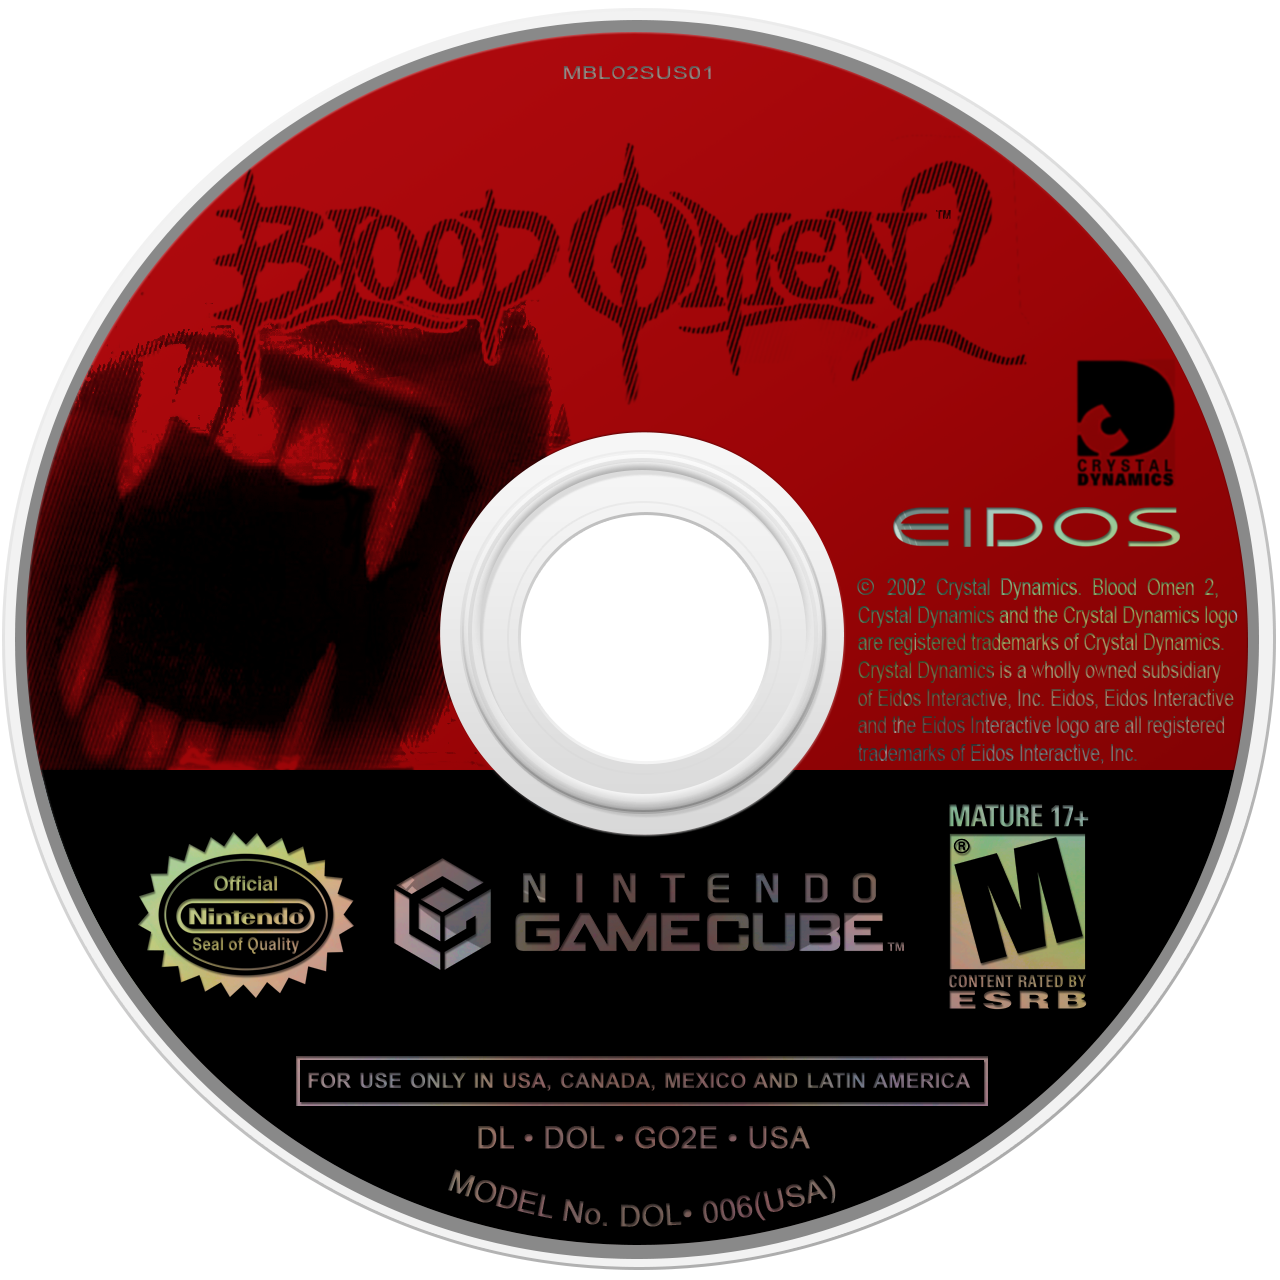 MBL02SUS01
BLOOD OMEN 2™
CRYSTAL
DYNAMICS
EIDOS
© 2002 Crystal Dynamics. Blood Omen 2,
Crystal Dynamics and the Crystal Dynamics logo
are registered trademarks of Crystal Dynamics.
Crystal Dynamics is a wholly owned subsidiary
of Eidos Interactive, Inc. Eidos, Eidos Interactive
and the Eidos Interactive logo are all registered
trademarks of Eidos Interactive, Inc.
MATURE 17+
®
M
CONTENT RATED BY
ESRB
Official
Nintendo®
Seal of Quality
NINTENDO
GAMECUBE™
FOR USE ONLY IN USA, CANADA, MEXICO AND LATIN AMERICA
DL • DOL • GO2E • USA
MODEL No. DOL• 006(USA)